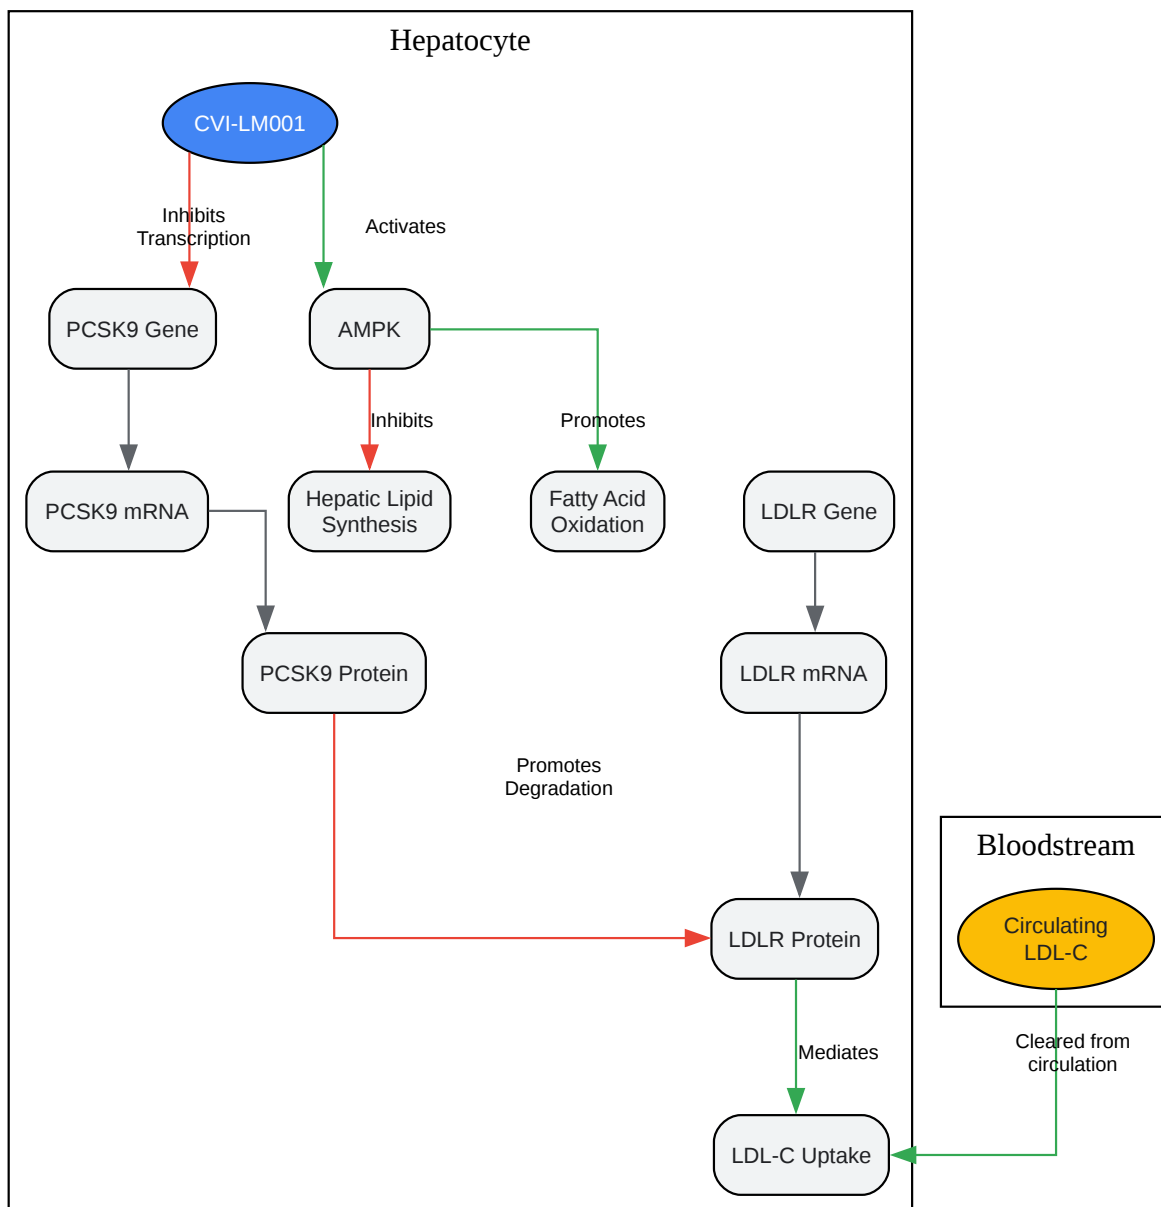 Hepatocyte
CVI-LM001
Inhibits
Transcription
Activates
PCSK9 Gene
AMPK
Inhibits
Promotes
PCSK9 mRNA
Hepatic Lipid
Synthesis
Fatty Acid
Oxidation
LDLR Gene
PCSK9 Protein
LDLR mRNA
Promotes
Degradation
Bloodstream
Circulating
LDL-C
LDLR Protein
Mediates
Cleared from
circulation
LDL-C Uptake